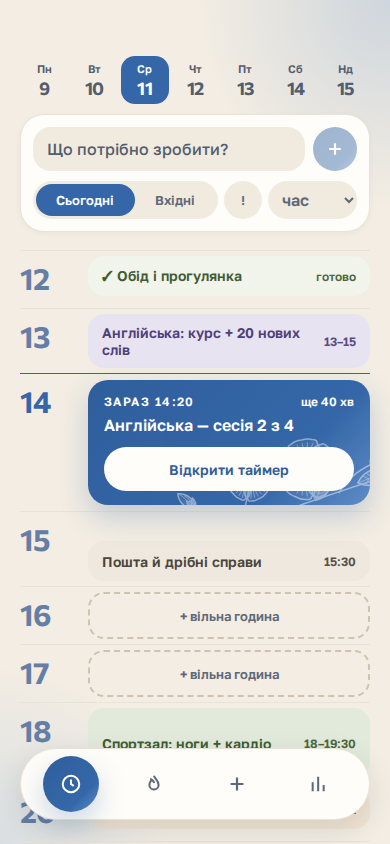 Пн Вт Ср Чт Пт Сб Нд
9 10 11 12 13 14 15
Що потрібно зробити?
+
Сьогодні Вхідні ! час
12 ✓ Обід і прогулянка готово
13 Англійська: курс + 20 нових 13–15
слів
14 ЗАРАЗ 14:20 ще 40 хв
Англійська — сесія 2 з 4
Відкрити таймер
15
Пошта й дрібні справи 15:30
16 + вільна година
17 + вільна година
18 Спортзал: ноги + кардіо 18–19:30